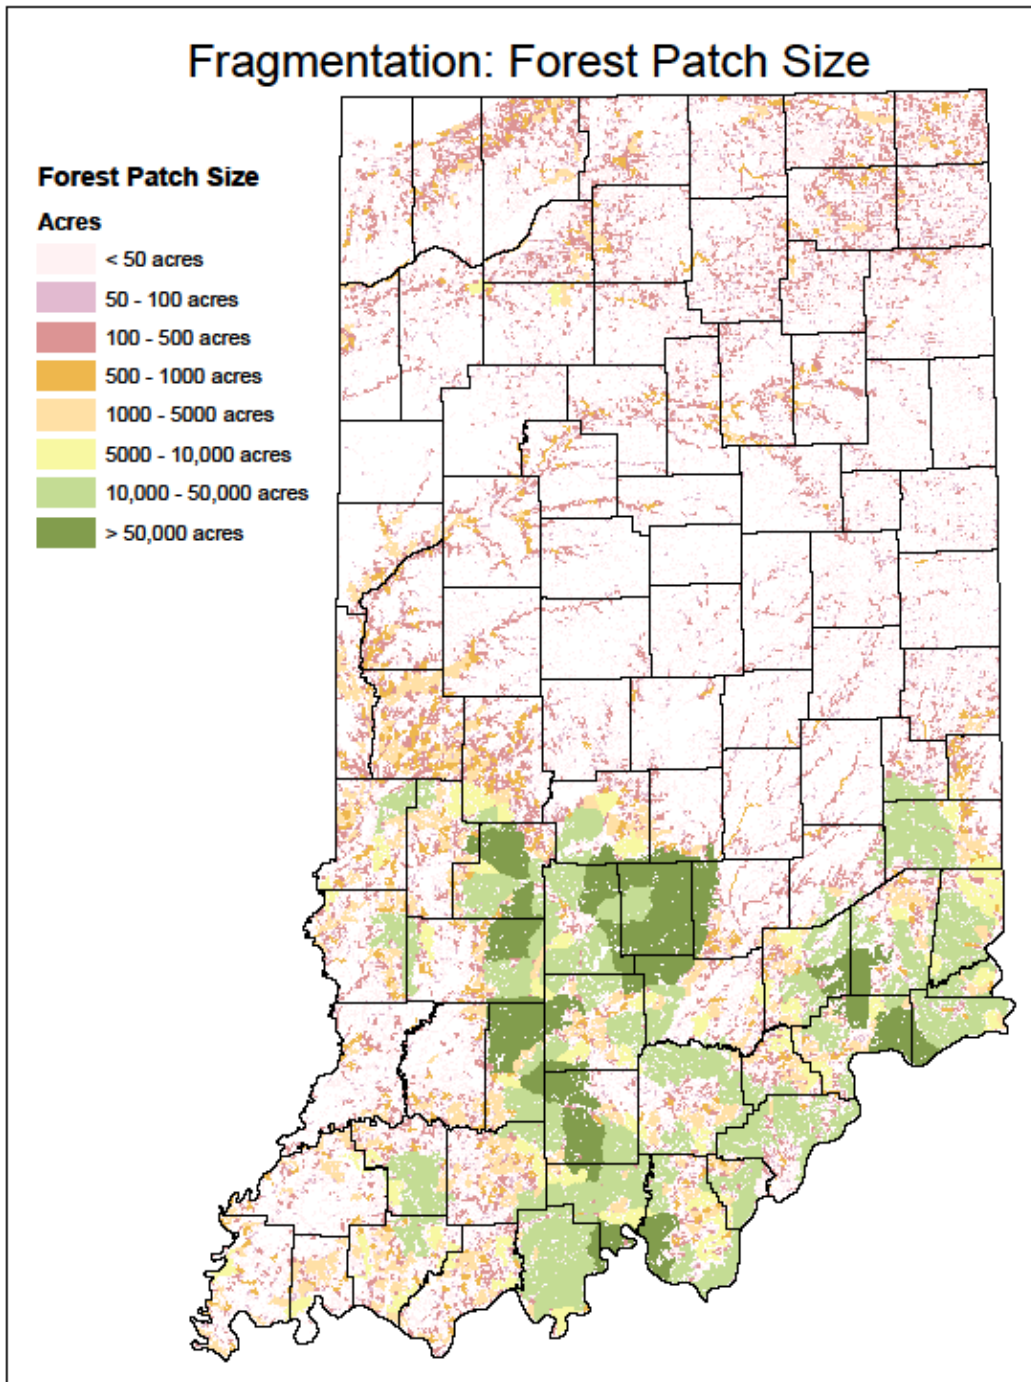 Fragmentation: Forest Patch Size
Forest Patch Size
Acres
< 50 acres
50 - 100 acres
100 - 500 acres
500 - 1000 acres
1000 - 5000 acres
5000 - 10,000 acres
10,000 - 50,000 acres
> 50,000 acres